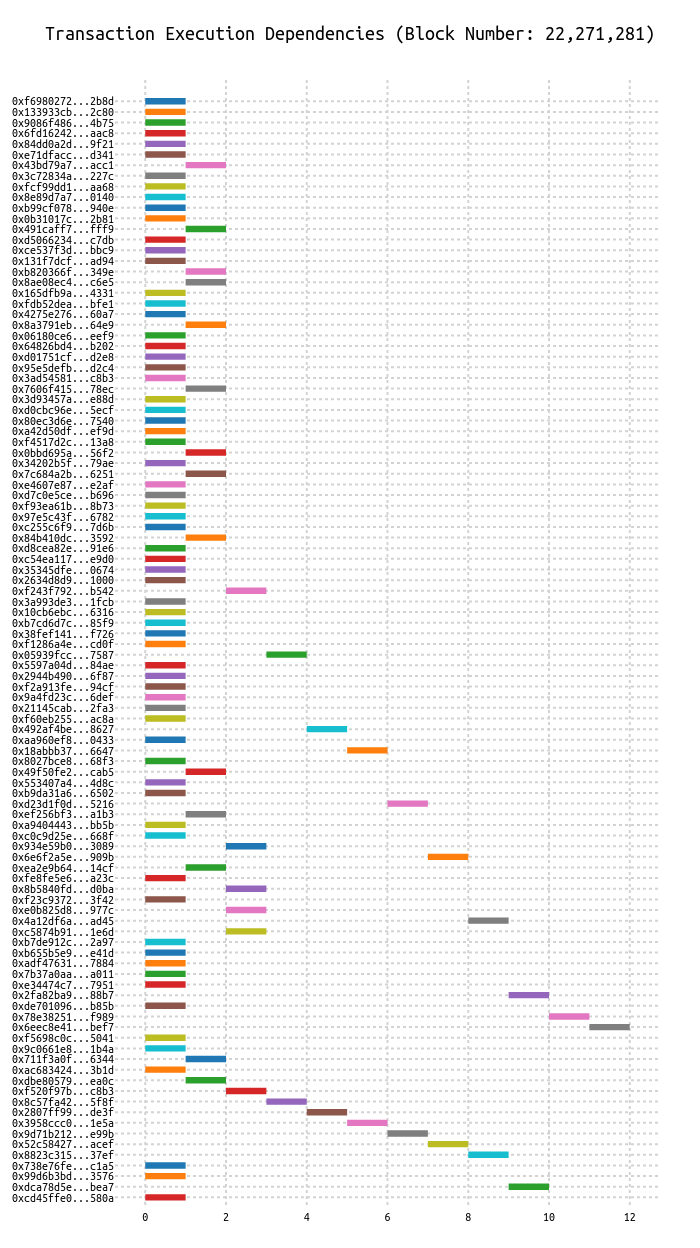 Transaction Execution Dependencies (Block Number: 22,271,281)
0xf6980272...2b8d
0x133933cb...2c80
0x9086f486...4b75
0x6fd16242...aac8
0x84dd0a2d...9f21
0xe71dfacc...d341
0x43bd79a7...acc1
0x3c72834a...227c
0xfcf99dd1...aa68
0x8e89d7a7...0140
0xb99cf078...940e
0x0b31017c...2b81
0x491caff7...fff9
0xd5066234...c7db
0xce537f3d...bbc9
0x131f7dcf...ad94
0xb820366f...349e
0x8ae08ec4...c6e5
0x165dfb9a...4331
0xfdb52dea...bfe1
0x4275e276...60a7
0x8a3791eb...64e9
0x06180ce6...eef9
0x64826bd4...b202
0xd01751cf...d2e8
0x95e5defb...d2c4
0x3ad54581...c8b3
0x7606f415...78ec
0x3d93457a...e88d
0xd0cbc96e...5ecf
0x80ec3d6e...7540
0xa42d50df...ef9d
0xf4517d2c...13a8
0x0bbd695a...56f2
0x34202b5f...79ae
0x7c684a2b...6251
0xe4607e87...e2af
0xd7c0e5ce...b696
0xf93ea61b...8b73
0x97e5c43f...6782
0xc255c6f9...7d6b
0x84b410dc...3592
0xd8cea82e...91e6
0xc54ea117...e9d0
0x35345dfe...0674
0x2634d8d9...1000
0xf243f792...b542
0x3a993de3...1fcb
0x10cb6ebc...6316
0xb7cd6d7c...85f9
0x38fef141...f726
0xf1286a4e...cd0f
0x05939fcc...7587
0x5597a04d...84ae
0x2944b490...6f87
0xf2a913fe...94cf
0x9a4fd23c...6def
0x21145cab...2fa3
0xf60eb255...ac8a
0x492af4be...8627
0xaa960ef8...0433
0x18abbb37...6647
0x8027bce8...68f3
0x49f50fe2...cab5
0x553407a4...4d8c
0xb9da31a6...6502
0xd23d1f0d...5216
0xef256bf3...a1b3
0xa9404443...bb5b
0xc0c9d25e...668f
0x934e59b0...3089
0x6e6f2a5e...909b
0xea2e9b64...14cf
0xfe8fe5e6...a23c
0x8b5840fd...d0ba
0xf23c9372...3f42
0xe0b825d8...977c
0x4a12df6a...ad45
0xc5874b91...1e6d
0xb7de912c...2a97
0xb655b5e9...e41d
0xadf47631...7884
0x7b37a0aa...a011
0xe34474c7...7951
0x2fa82ba9...88b7
0xde701096...b85b
0x78e38251...f989
0x6eec8e41...bef7
0xf5698c0c...5041
0x9c0661e8...1b4a
0x711f3a0f...6344
0xac683424...3b1d
0xdbe80579...ea0c
0xf520f97b...c8b3
0x8c57fa42...5f8f
0x2807ff99...de3f
0x3958ccc0...1e5a
0x9d71b212...e99b
0x52c58427...acef
0x8823c315...37ef
0x738e76fe...c1a5
0x99d6b3bd...3576
0xdca78d5e...bea7
0xcd45ffe0...580a
0 2 4 6 8 10 12